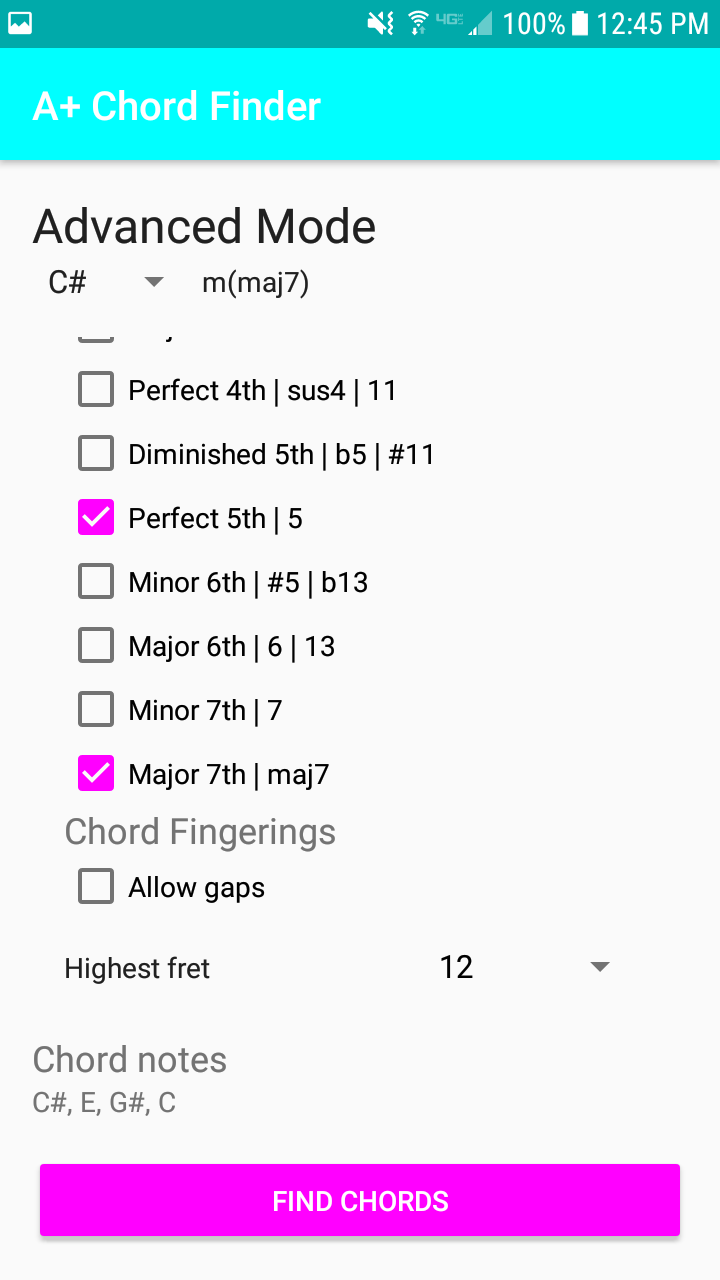 4G 100% 12:45 PM
A+ Chord Finder
Advanced Mode
C# m(maj7)
Perfect 4th | sus4 | 11
Diminished 5th | b5 | #11
Perfect 5th | 5
Minor 6th | #5 | b13
Major 6th | 6 | 13
Minor 7th | 7
Major 7th | maj7
Chord Fingerings
Allow gaps
Highest fret 12
Chord notes
C#, E, G#, C
FIND CHORDS